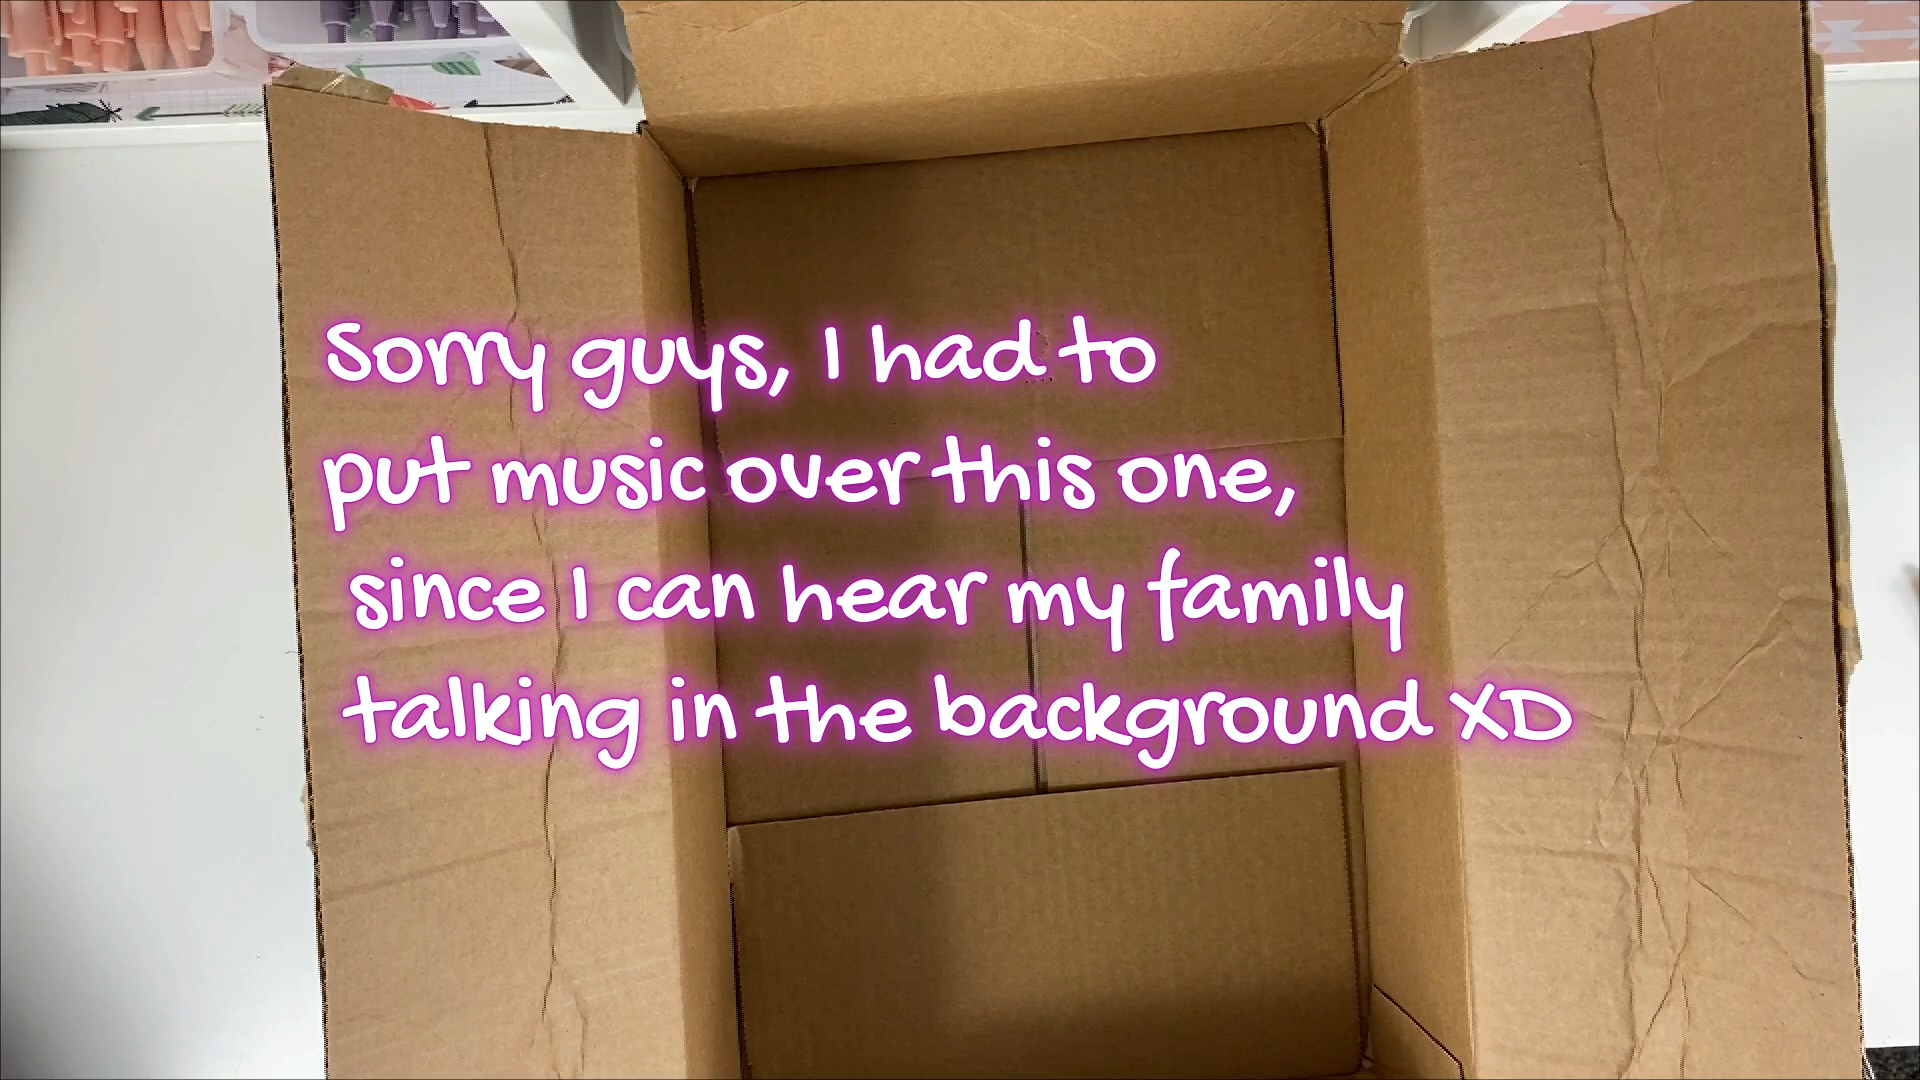 Sorry guys, I had to
put music over this one,
since I can hear my family
talking in the background XD